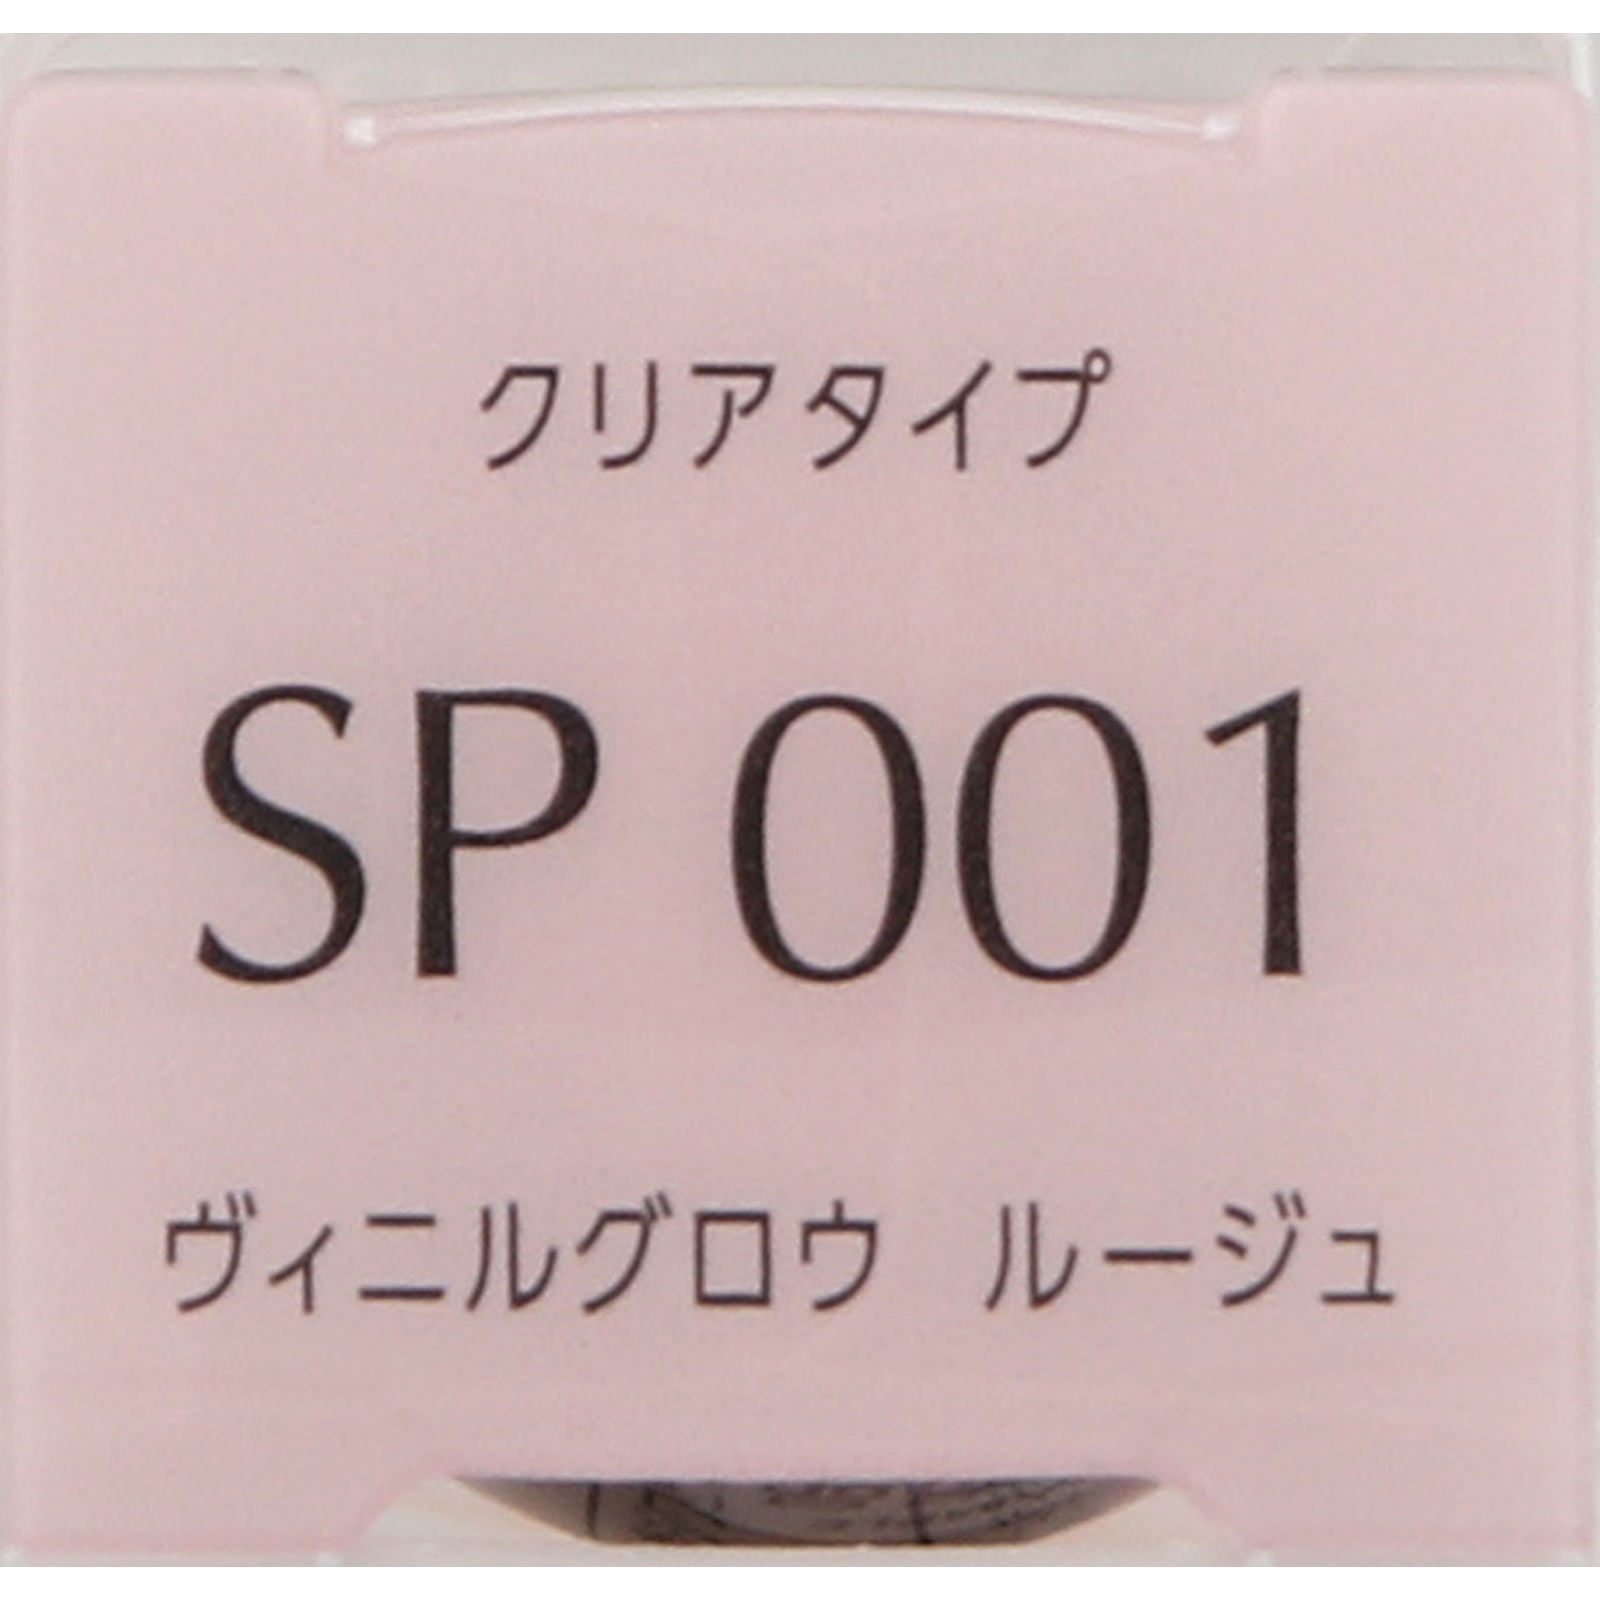 クリアタイプ
SP 001
ヴィニルグロウ ルージュ